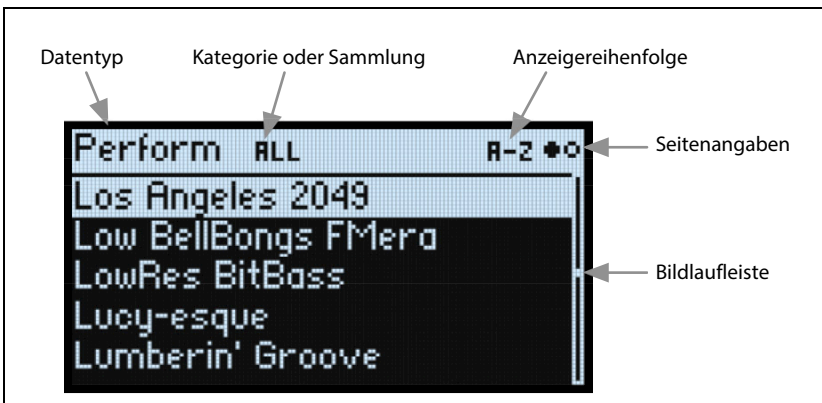 Datentyp
Kategorie oder Sammlung
Anzeigereihenfolge
Perform ALL A-Z
Seitenangaben
Los Angeles 2049
Low BellBongs FMera
LowRes BitBass
Bildlaufleiste
Lucy-esque
Lumberin' Groove